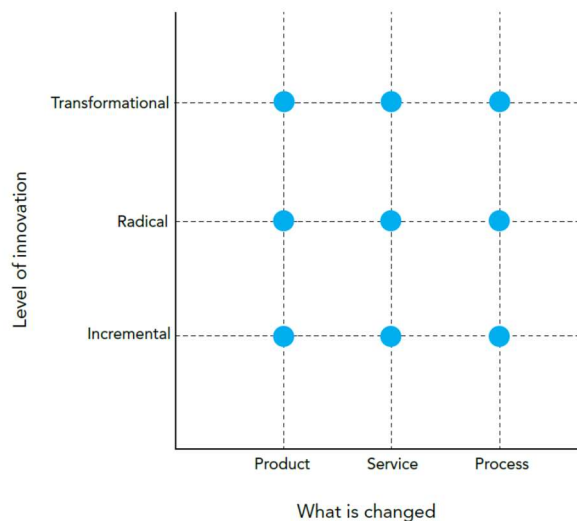 Transformational
Radical
Incremental
Level of innovation
Product Service Process
What is changed